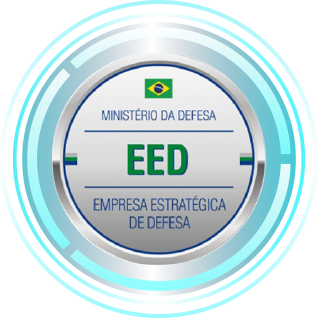 MINISTÉRIO DA DEFESA
EED
EMPRESA ESTRATÉGICA
DE DEFESA